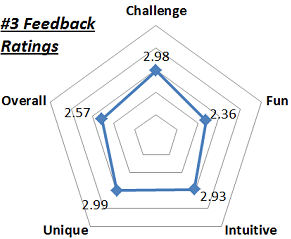 #3 Feedback
Ratings
Challenge
2.98
Overall
2.57
2.36
Fun
2.99
2.93
Unique
Intuitive